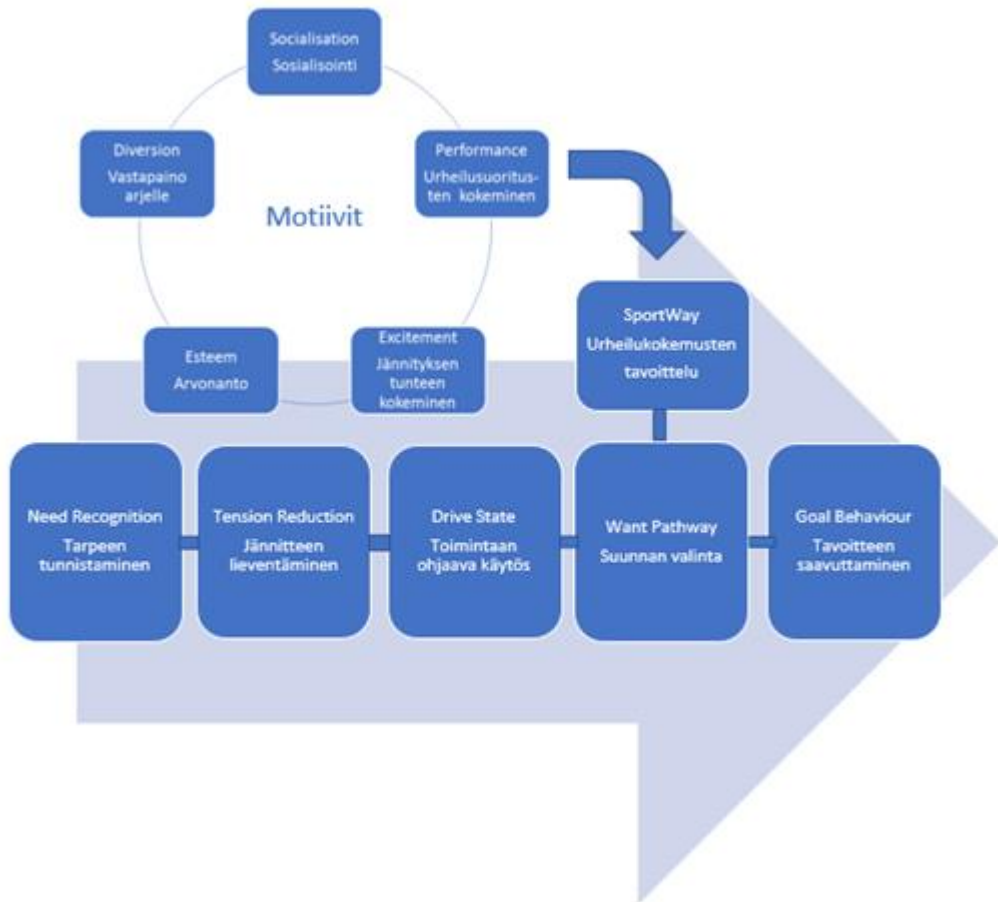 Socialisation
Sosialisointi
Diversion
Vastapaino
arjelle
Performance
Urheilusuoritus-
ten kokeminen
Motiivit
Esteem
Arvonanto
Excitement
Jännityksen
tunteen
kokeminen
SportWay
Urheilukokemusten
tavoittelu
Need Recognition
Tarpeen
tunnistaminen
Tension Reduction
Jännitteen
lieventäminen
Drive State
Toimintaan
ohjaava käytös
Want Pathway
Suunnan valinta
Goal Behaviour
Tavoitteen
saavuttaminen